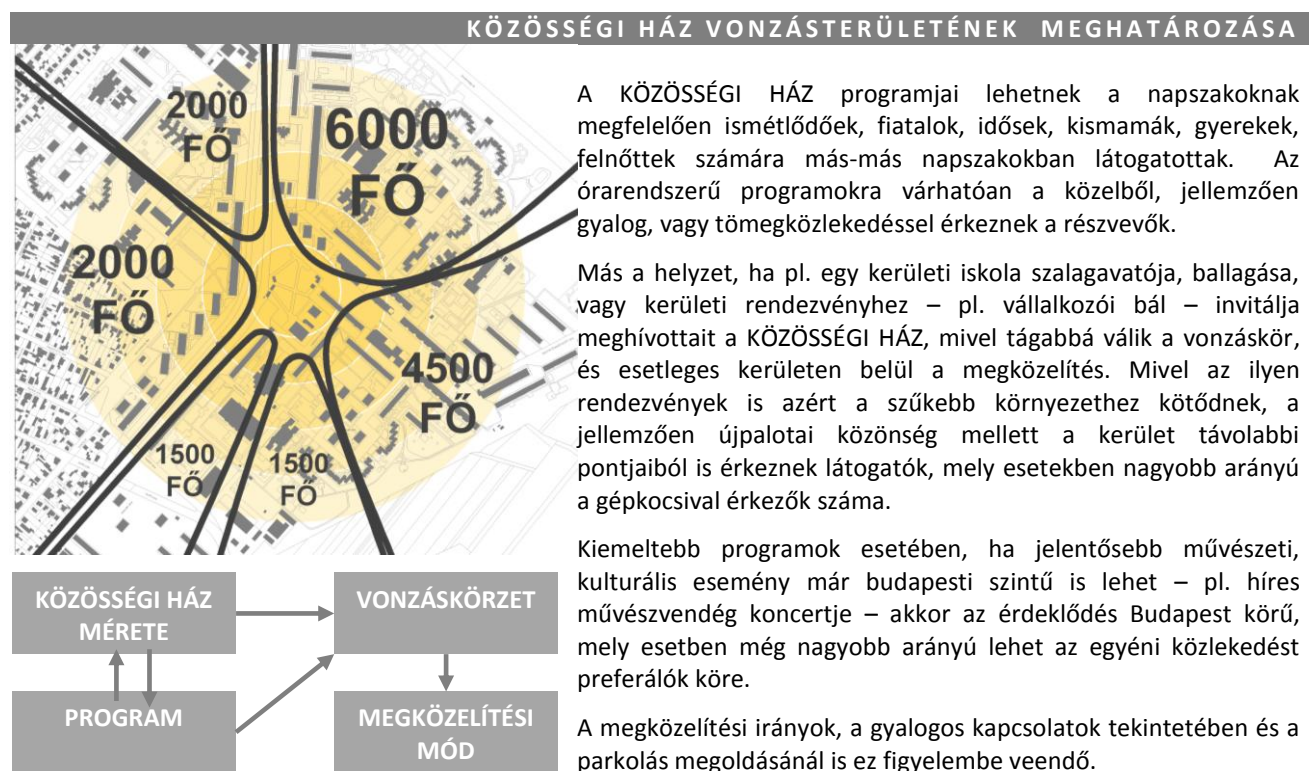 KÖZÖSSÉGI HÁZ VONZÁSTERÜLETÉNEK MEGHATÁROZÁSA
2000
FŐ
6000
FŐ
2000
FŐ
4500
FŐ
1500
FŐ
1500
FŐ
KÖZÖSSÉGI HÁZ
MÉRETE
VONZÁSKÖRZET
PROGRAM
MEGKÖZELÍTÉSI
MÓD
A KÖZÖSSÉGI HÁZ programjai lehetnek a napszakoknak
megfelelően ismétlődőek, fiatalok, idősek, kismamák, gyerekek,
felnőttek számára más-más napszakokban látogatottak. Az
órarendszerű programokra várhatóan a közelből, jellemzően
gyalog, vagy tömegközlekedéssel érkeznek a részvevők.
Más a helyzet, ha pl. egy kerületi iskola szalagavatója, ballagása,
vagy kerületi rendezvényhez – pl. vállalkozói bál – invitálja
meghívottait a KÖZÖSSÉGI HÁZ, mivel tágabbá válik a vonzáskör,
és esetleges kerületen belül a megközelítés. Mivel az ilyen
rendezvények is azért a szűkebb környezethez kötődnek, a
jellemzően újpalotai közönség mellett a kerület távolabbi
pontjaiból is érkeznek látogatók, mely esetekben nagyobb arányú
a gépkocsival érkezők száma.
Kiemeltebb programok esetében, ha jelentősebb művészeti,
kulturális esemény már budapesti szintű is lehet – pl. híres
művészvendég koncertje – akkor az érdeklődés Budapest körű,
mely esetben még nagyobb arányú lehet az egyéni közlekedést
preferálók köre.
A megközelítési irányok, a gyalogos kapcsolatok tekintetében és a
parkolás megoldásánál is ez figyelembe veendő.